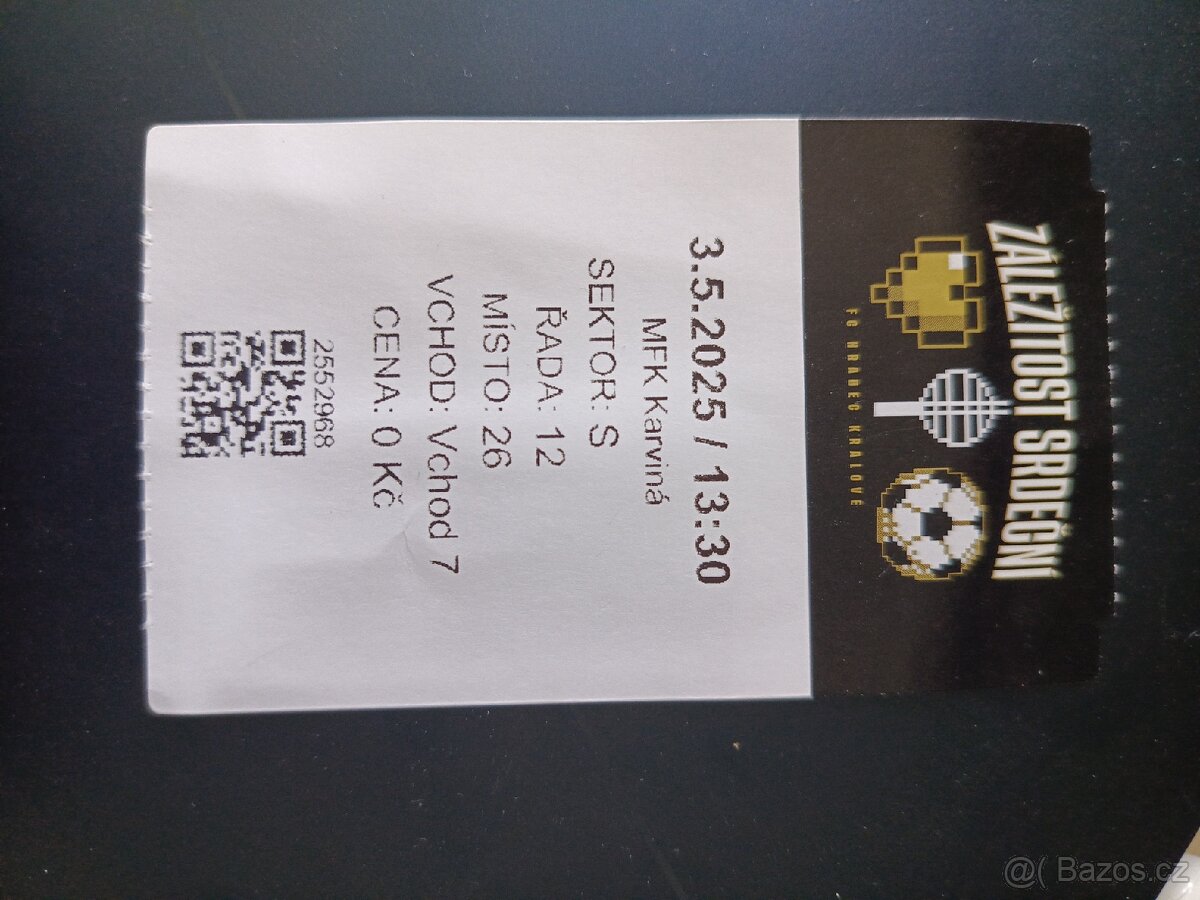 ZÁLEŽITOST SRDEČNÍ
FC HRADEC KRÁLOVÉ
3.5.2025 / 13:30
MFK Karviná
SEKTOR: S
ŘADA: 12
MÍSTO: 26
VCHOD: Vchod 7
CENA: 0 Kč
2552968
@( Bazos.cz